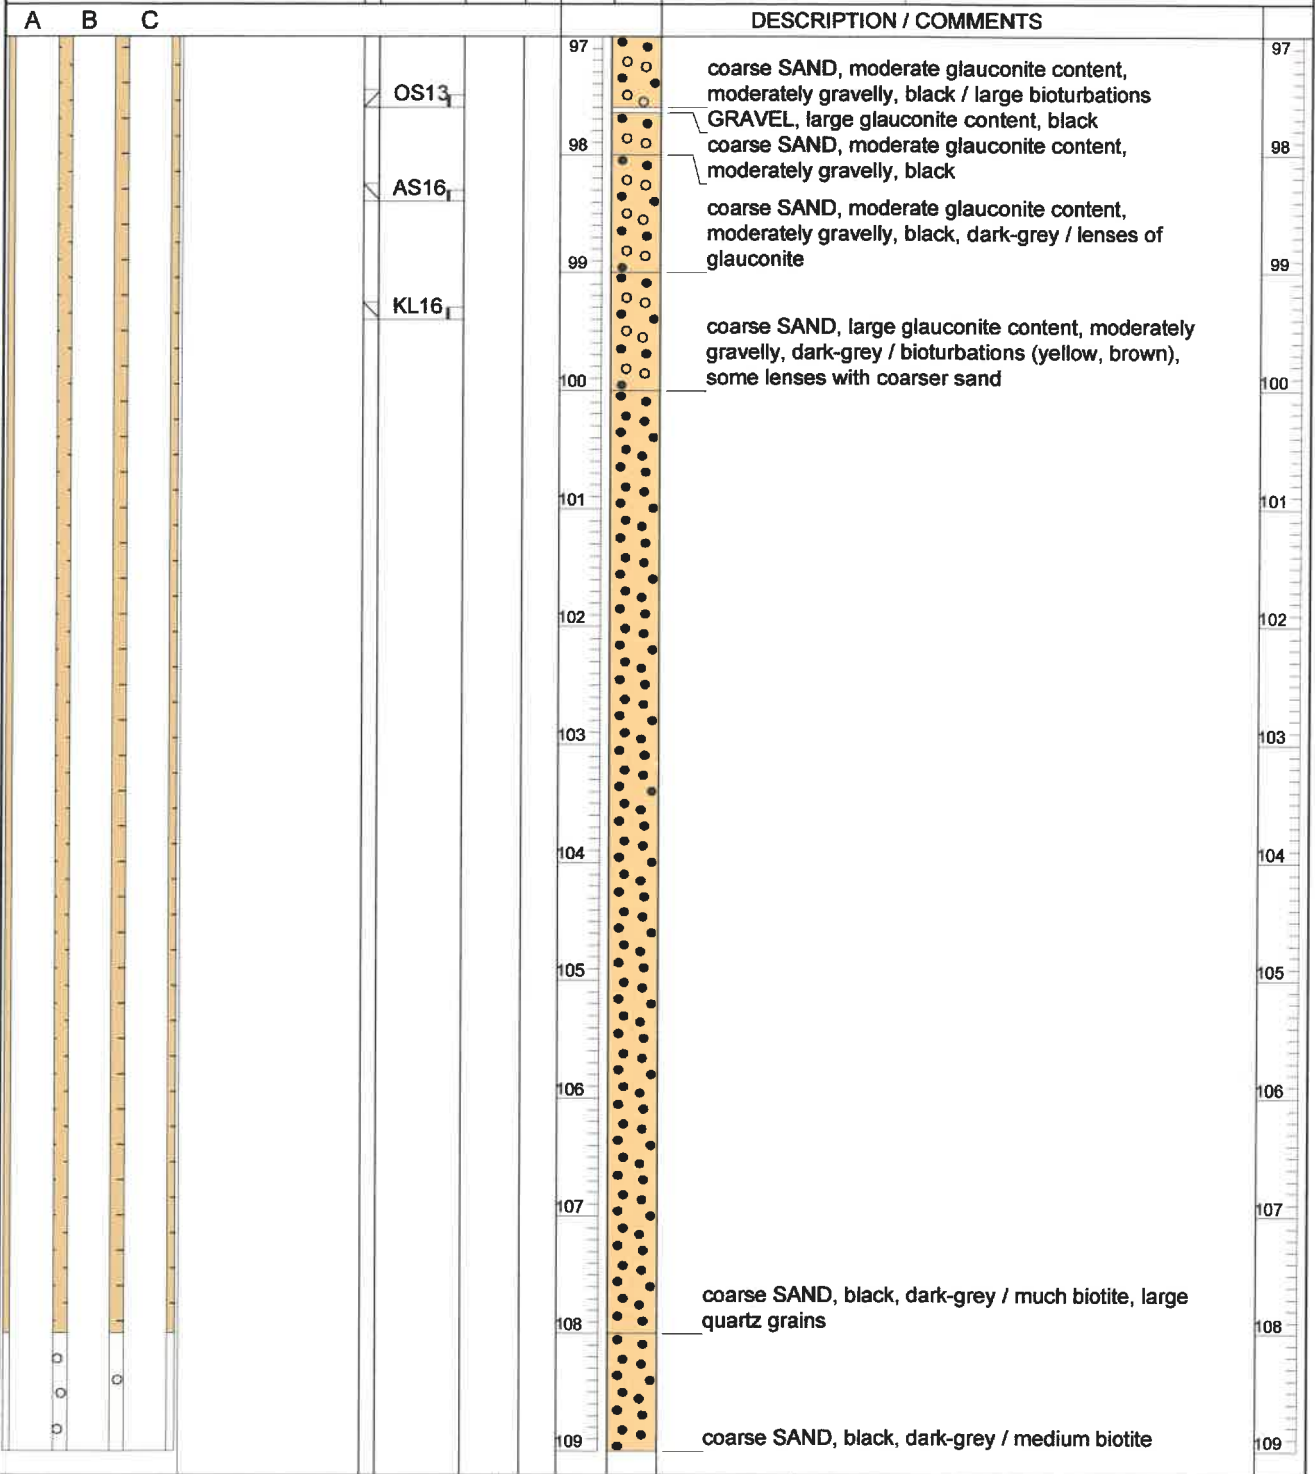 A B C DESCRIPTION / COMMENTS
97 97
coarse SAND, moderate glauconite content,
moderately gravelly, black / large bioturbations
OS13
GRAVEL, large glauconite content, black
98 98
coarse SAND, moderate glauconite content,
moderately gravelly, black
AS16
coarse SAND, moderate glauconite content,
moderately gravelly, black, dark-grey / lenses of
glauconite
99 99
KL16
coarse SAND, large glauconite content, moderately
gravelly, dark-grey / bioturbations (yellow, brown),
some lenses with coarser sand
100 100
101 101
102 102
103 103
104 104
105 105
106 106
107 107
coarse SAND, black, dark-grey / much biotite, large
quartz grains
108 108
coarse SAND, black, dark-grey / medium biotite
109 109